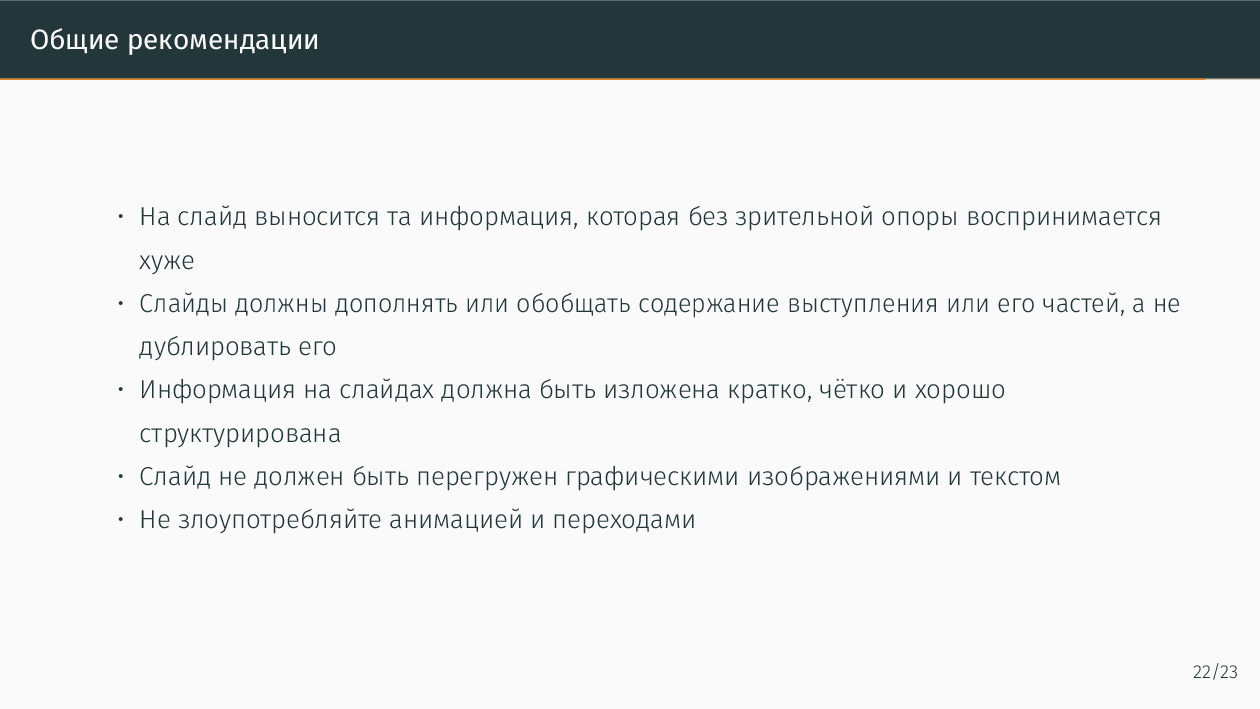 Общие рекомендации
• На слайд выносится та информация, которая без зрительной опоры воспринимается
хуже
• Слайды должны дополнять или обобщать содержание выступления или его частей, а не
дублировать его
• Информация на слайдах должна быть изложена кратко, чётко и хорошо
структурирована
• Слайд не должен быть перегружен графическими изображениями и текстом
• Не злоупотребляйте анимацией и переходами
22/23